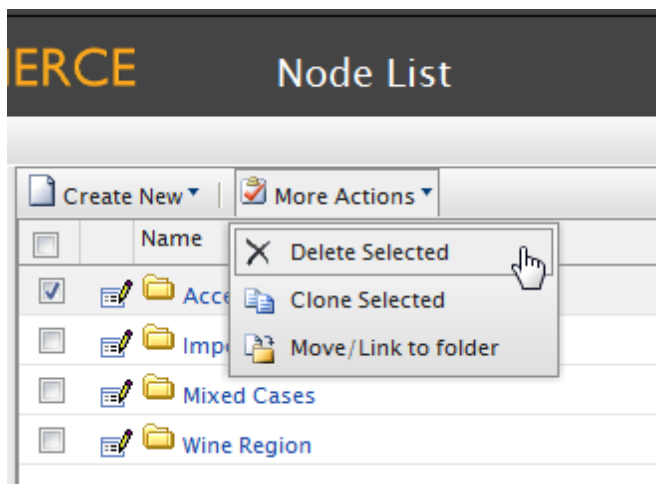 ERCE Node List
Create New More Actions
Name
Delete Selected
Clone Selected
Move/Link to folder
Mixed Cases
Wine Region